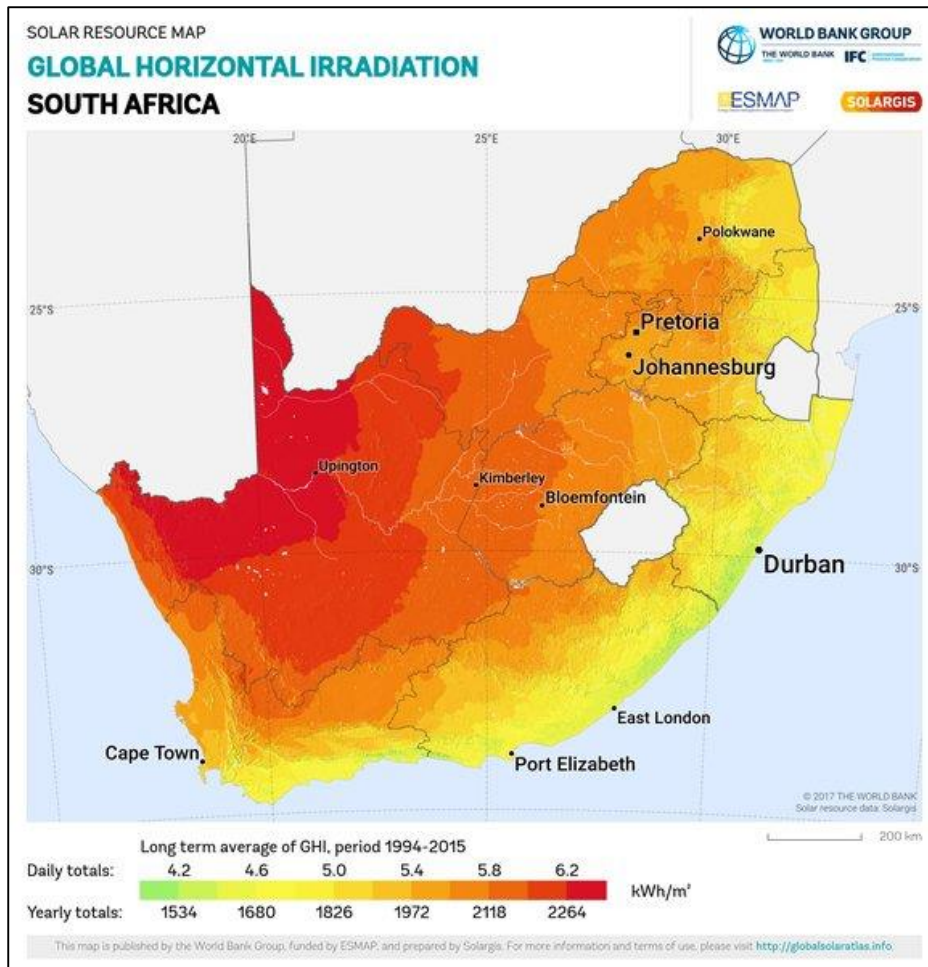 SOLAR RESOURCE MAP
GLOBAL HORIZONTAL IRRADIATION
SOUTH AFRICA
WORLD BANK GROUP
THE WORLD BANK IFC
ESMAP SOLARGIS
20°E 25°E 30°E
Polokwane
25°S 25°S
Pretoria
Johannesburg
Upington
Kimberley
Bloemfontein
Durban
30°S 30°S
East London
Cape Town
Port Elizabeth
© 2017 THE WORLD BANK
Solar resource data: Solargis
200 km
Long term average of GHI, period 1994-2015
Daily totals: 4.2 4.6 5.0 5.4 5.8 6.2
kWh/m²
Yearly totals: 1534 1680 1826 1972 2118 2264
This map is published by the World Bank Group, funded by ESMAP, and prepared by Solargis. For more information and terms of use, please visit http://globalsolaratlas.info.